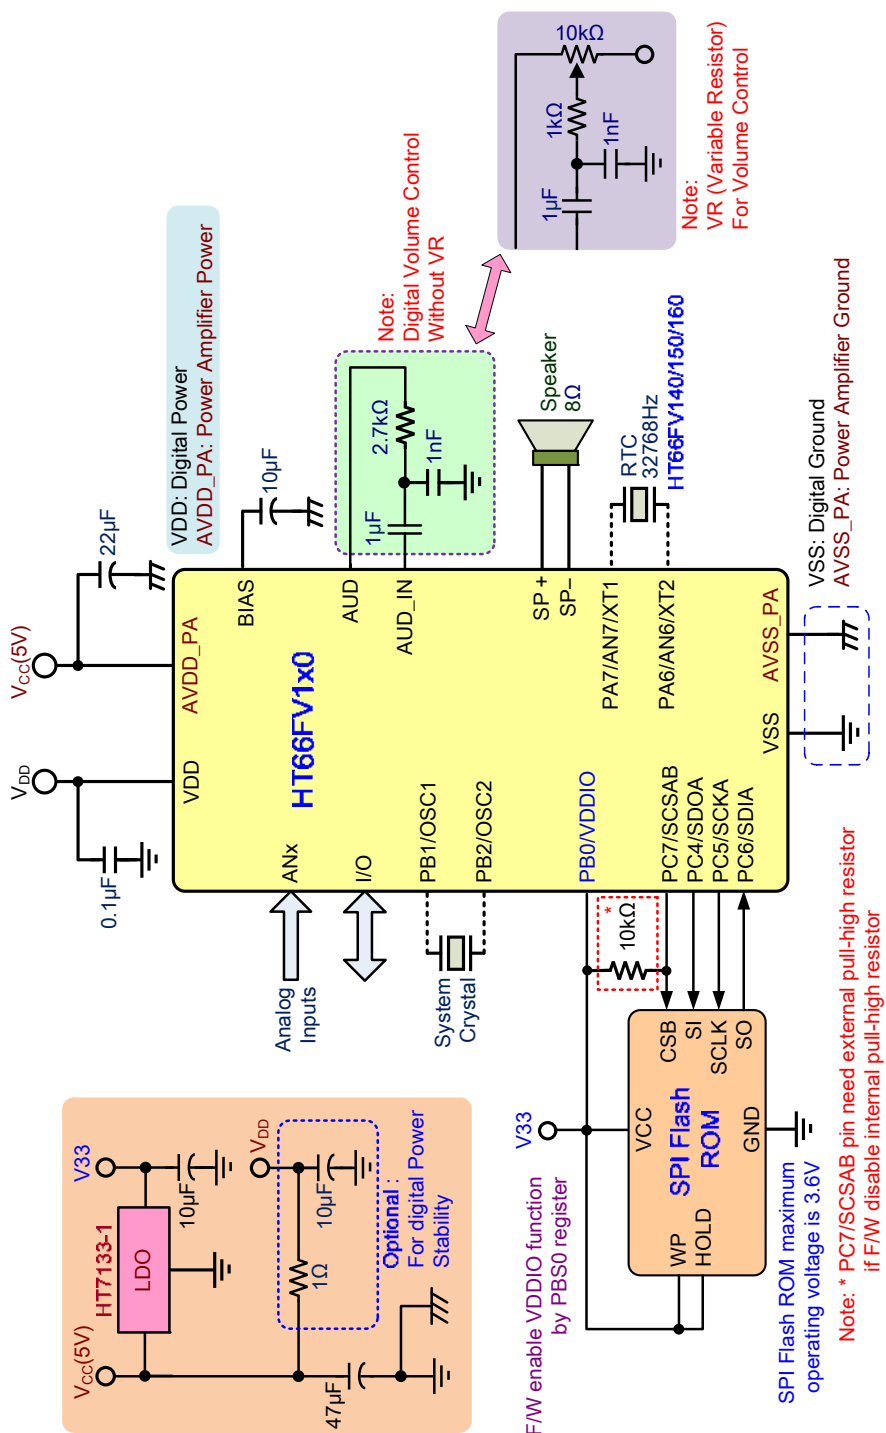 HT7133-1
V33
LDO
VCC(5V)
10µF
VDD
1Ω
10µF
47µF
Optional :
For digital Power
Stability
VDD
VCC(5V)
0.1µF
22µF
VDD: Digital Power
AVDD_PA: Power Amplifier Power
VDD
AVDD_PA
HT66FV1x0
Analog
Inputs
ANx
I/O
System
Crystal
PB1/OSC1
PB2/OSC2
BIAS
10µF
AUD
AUD_IN
1µF
2.7kΩ
1nF
Note:
Digital Volume Control
Without VR
10kΩ
1kΩ
1µF
1nF
Note:
VR (Variable Resistor)
For Volume Control
SP +
SP−
Speaker
8Ω
PA7/AN7/XT1
PA6/AN6/XT2
RTC
32768Hz
HT66FV140/150/160
F/W enable VDDIO function
by PBS0 register
V33
PB0/VDDIO
*
10kΩ
PC7/SCSAB
PC4/SDOA
PC5/SCKA
PC6/SDIA
VCC
CSB
SI
SCLK
SO
SPI Flash
ROM
WP
HOLD
GND
VSS
AVSS_PA
VSS: Digital Ground
AVSS_PA: Power Amplifier Ground
SPI Flash ROM maximum
operating voltage is 3.6V
Note: * PC7/SCSAB pin need external pull-high resistor
if F/W disable internal pull-high resistor